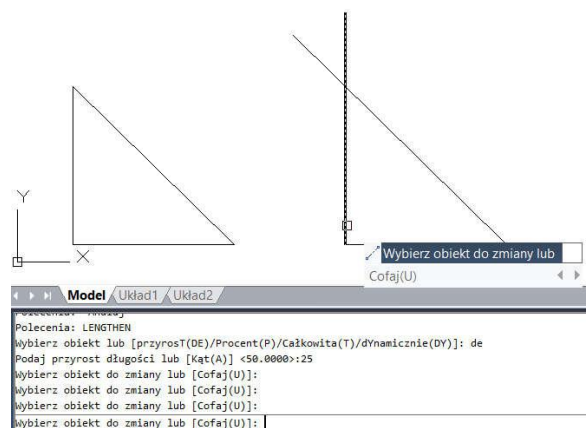 Y
X
Wybierz obiekt do zmiany lub
Cofaj(U)
Model Układ1 Układ2
Polecenia: Anuluj
Polecenia: LENGTHEN
Wybierz obiekt lub [przyrosT(DE)/Procent(P)/Całkowita(T)/dYnamicznie(DY)]: de
Podaj przyrost długości lub [Kąt(A)] <50.0000>:25
Wybierz obiekt do zmiany lub [Cofaj(U)]:
Wybierz obiekt do zmiany lub [Cofaj(U)]:
Wybierz obiekt do zmiany lub [Cofaj(U)]:
Wybierz obiekt do zmiany lub [Cofaj(U)]: